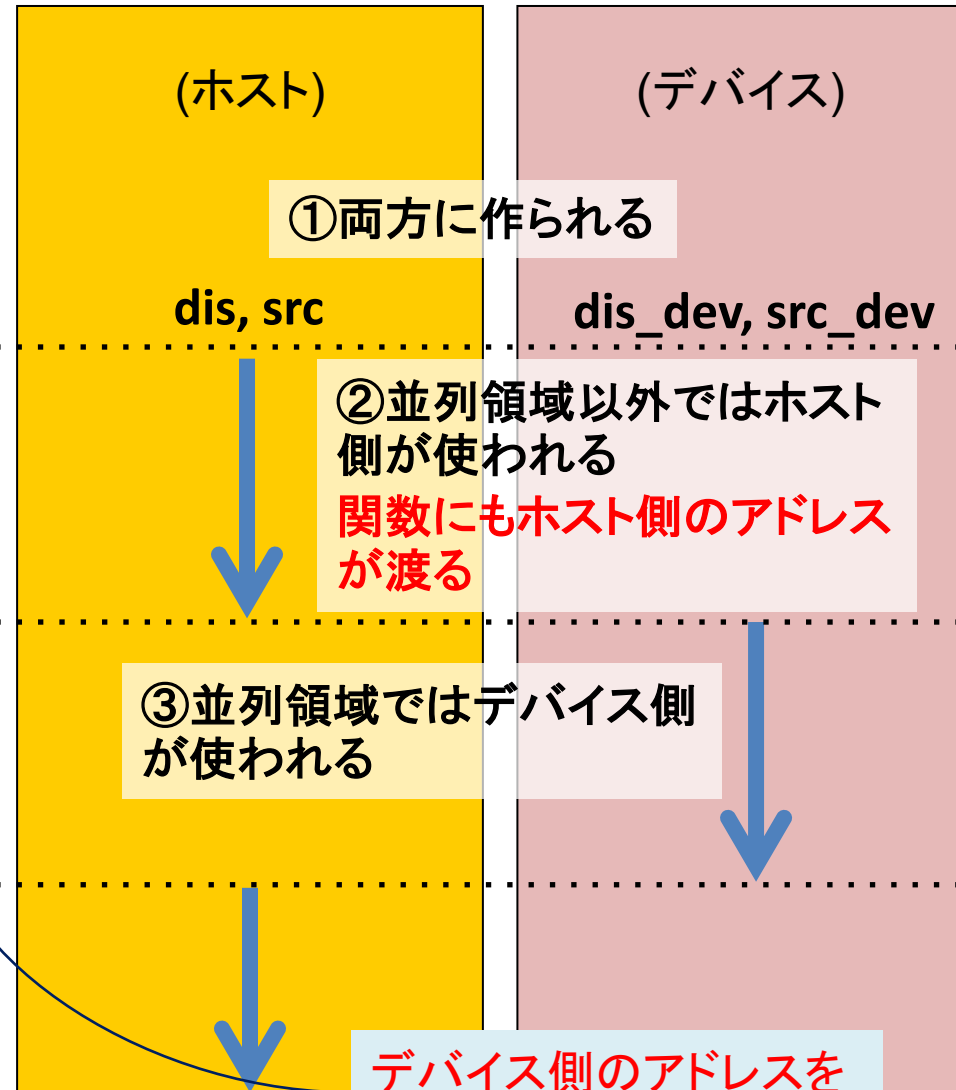 (ホスト)
(デバイス)
①両方に作られる
dis, src
dis_dev, src_dev
②並列領域以外ではホスト
側が使われる
関数にもホスト側のアドレス
が渡る
③並列領域ではデバイス側
が使われる
デバイス側のアドレスを